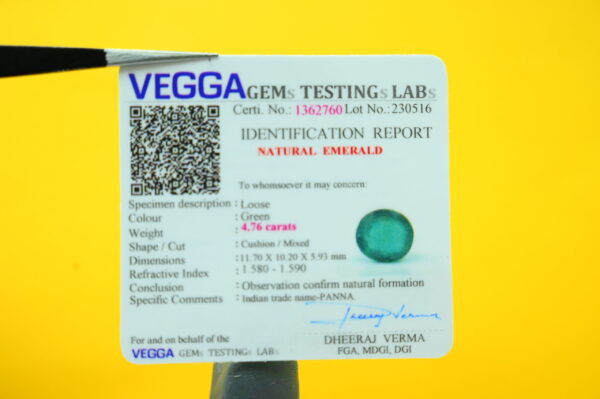 VEGGA GEMs TESTINGs LABs
Certi. No.: 1362760 Lot No.: 230516
IDENTIFICATION REPORT
NATURAL EMERALD
To whomsoever it may concern:
Specimen description : Loose
Colour : Green
Weight : 4.76 carats
Shape / Cut : Cushion / Mixed
Dimensions : 11.70 X 10.20 X 5.93 mm
Refractive Index : 1.580 - 1.590
Conclusion : Observation confirm natural formation
Specific Comments : Indian trade name-PANNA.
Dheeraj Verma
For and on behalf of the DHEERAJ VERMA
VEGGA GEMs TESTINGs LABs FGA, MDGI, DGI